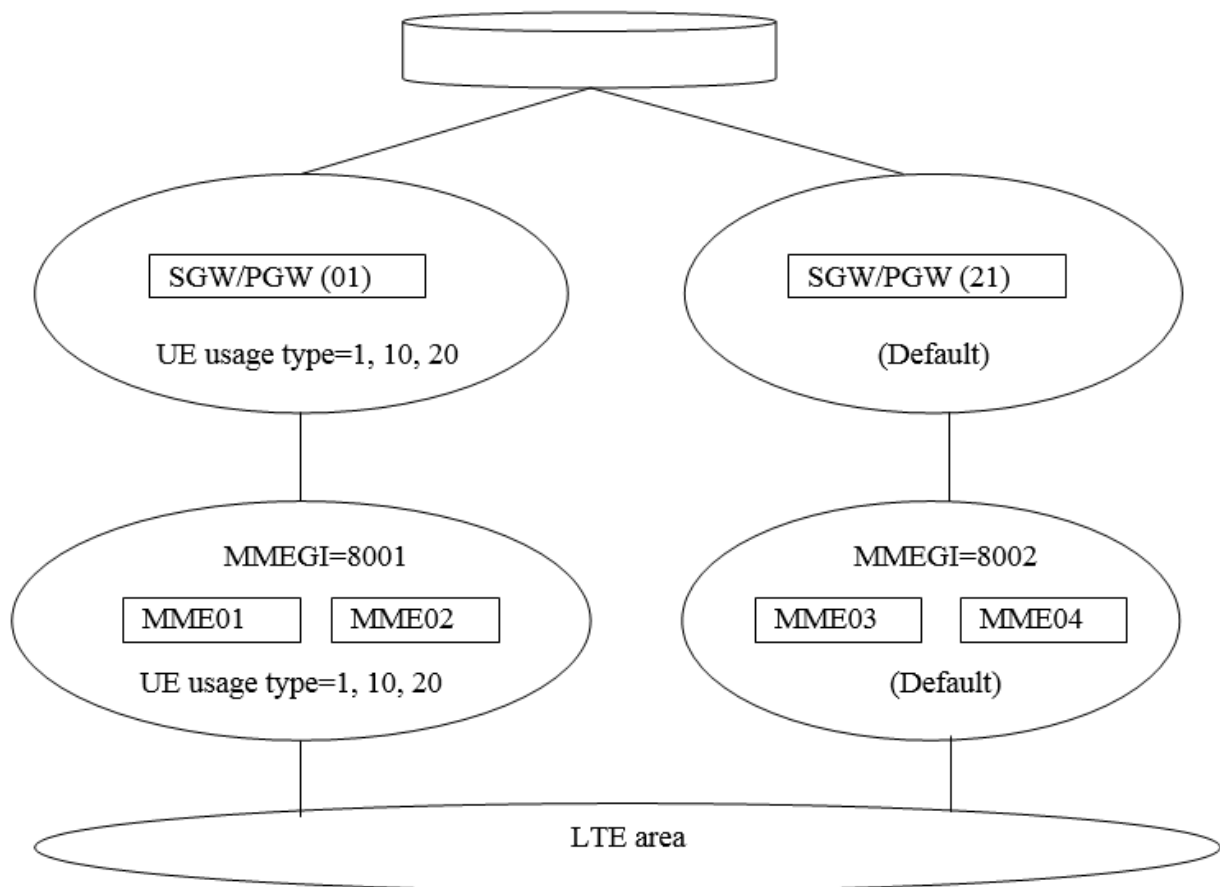 SGW/PGW (01)
SGW/PGW (21)
UE usage type=1, 10, 20
(Default)
MMEGI=8001
MMEGI=8002
MME01
MME02
MME03
MME04
UE usage type=1, 10, 20
(Default)
LTE area